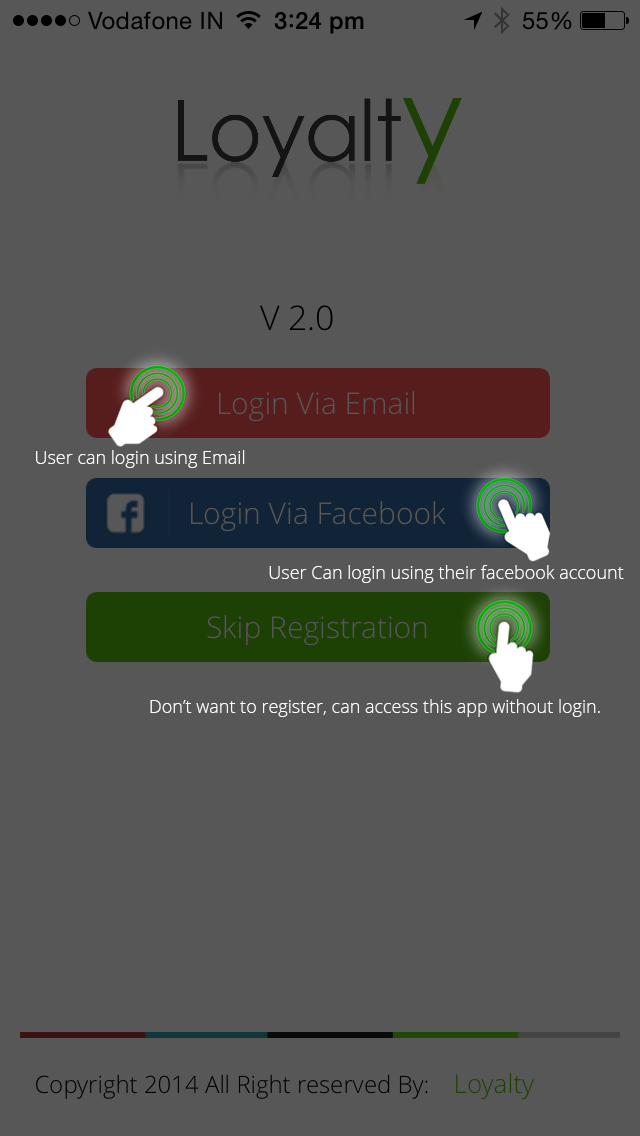 Vodafone IN 3:24 pm 55%
Loyalty
V 2.0
Login Via Email
User can login using Email
f Login Via Facebook
User Can login using their facebook account
Skip Registration
Don’t want to register, can access this app without login.
Copyright 2014 All Right reserved By: Loyalty